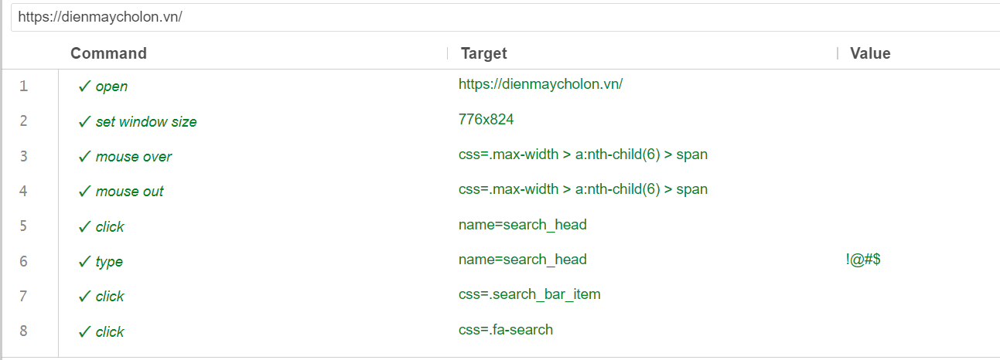 https://dienmaycholon.vn/
Command Target Value
1 ✓ open https://dienmaycholon.vn/
2 ✓ set window size 776x824
3 ✓ mouse over css=.max-width > a:nth-child(6) > span
4 ✓ mouse out css=.max-width > a:nth-child(6) > span
5 ✓ click name=search_head
6 ✓ type name=search_head !@#$
7 ✓ click css=.search_bar_item
8 ✓ click css=.fa-search